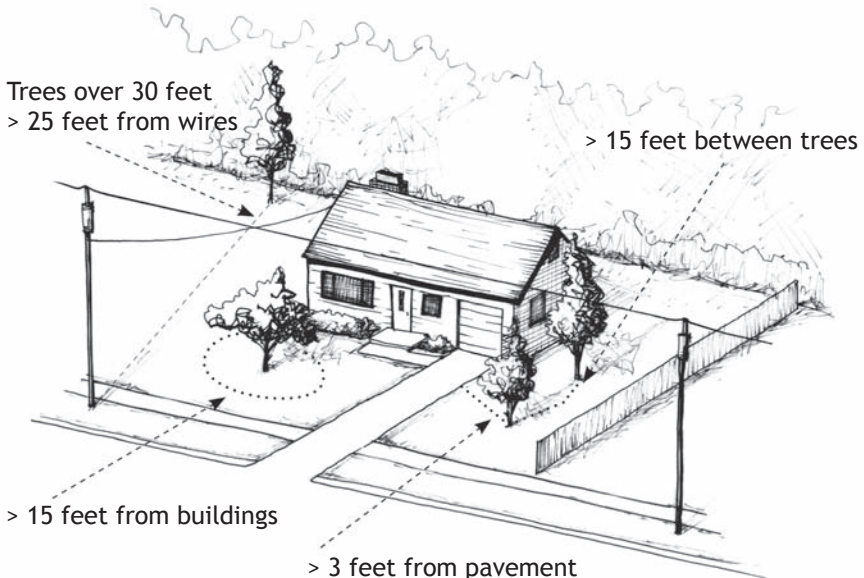 Trees over 30 feet
> 25 feet from wires
> 15 feet between trees
> 15 feet from buildings
> 3 feet from pavement